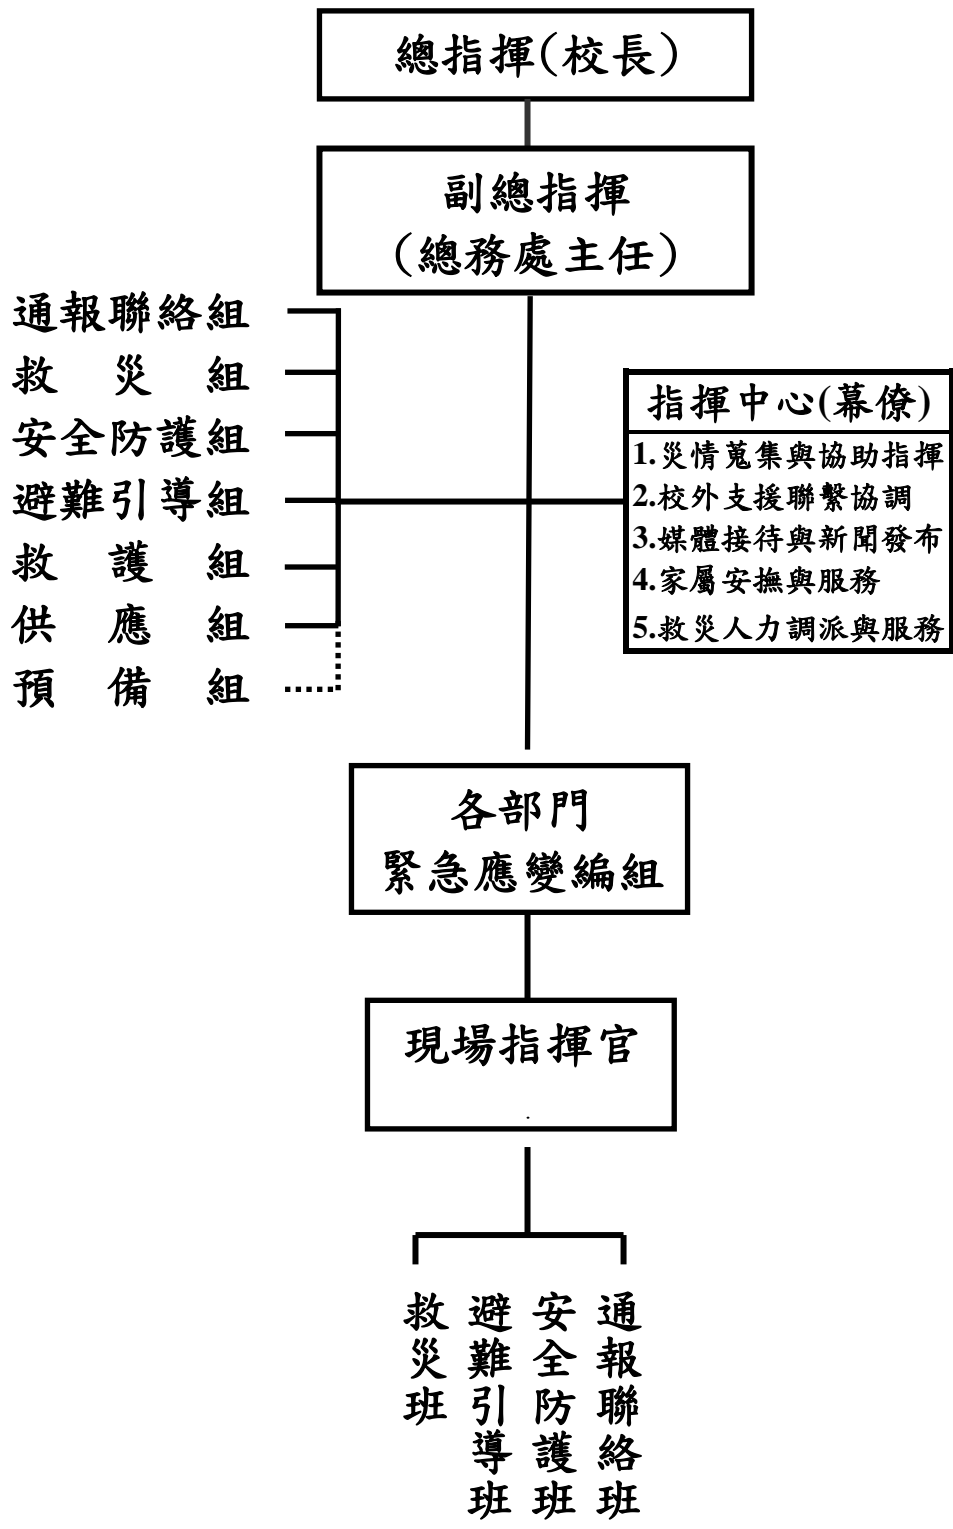 總指揮(校長)
副總指揮
(總務處主任)
通報聯絡組
救災組
安全防護組
避難引導組
救護組
供應組
預備組
指揮中心(幕僚)
1.災情蒐集與協助指揮
2.校外支援聯繫協調
3.媒體接待與新聞發布
4.家屬安撫與服務
5.救災人力調派與服務
各部門
緊急應變編組
現場指揮官
.
救災班
避難引導班
安全防護班
通報聯絡班